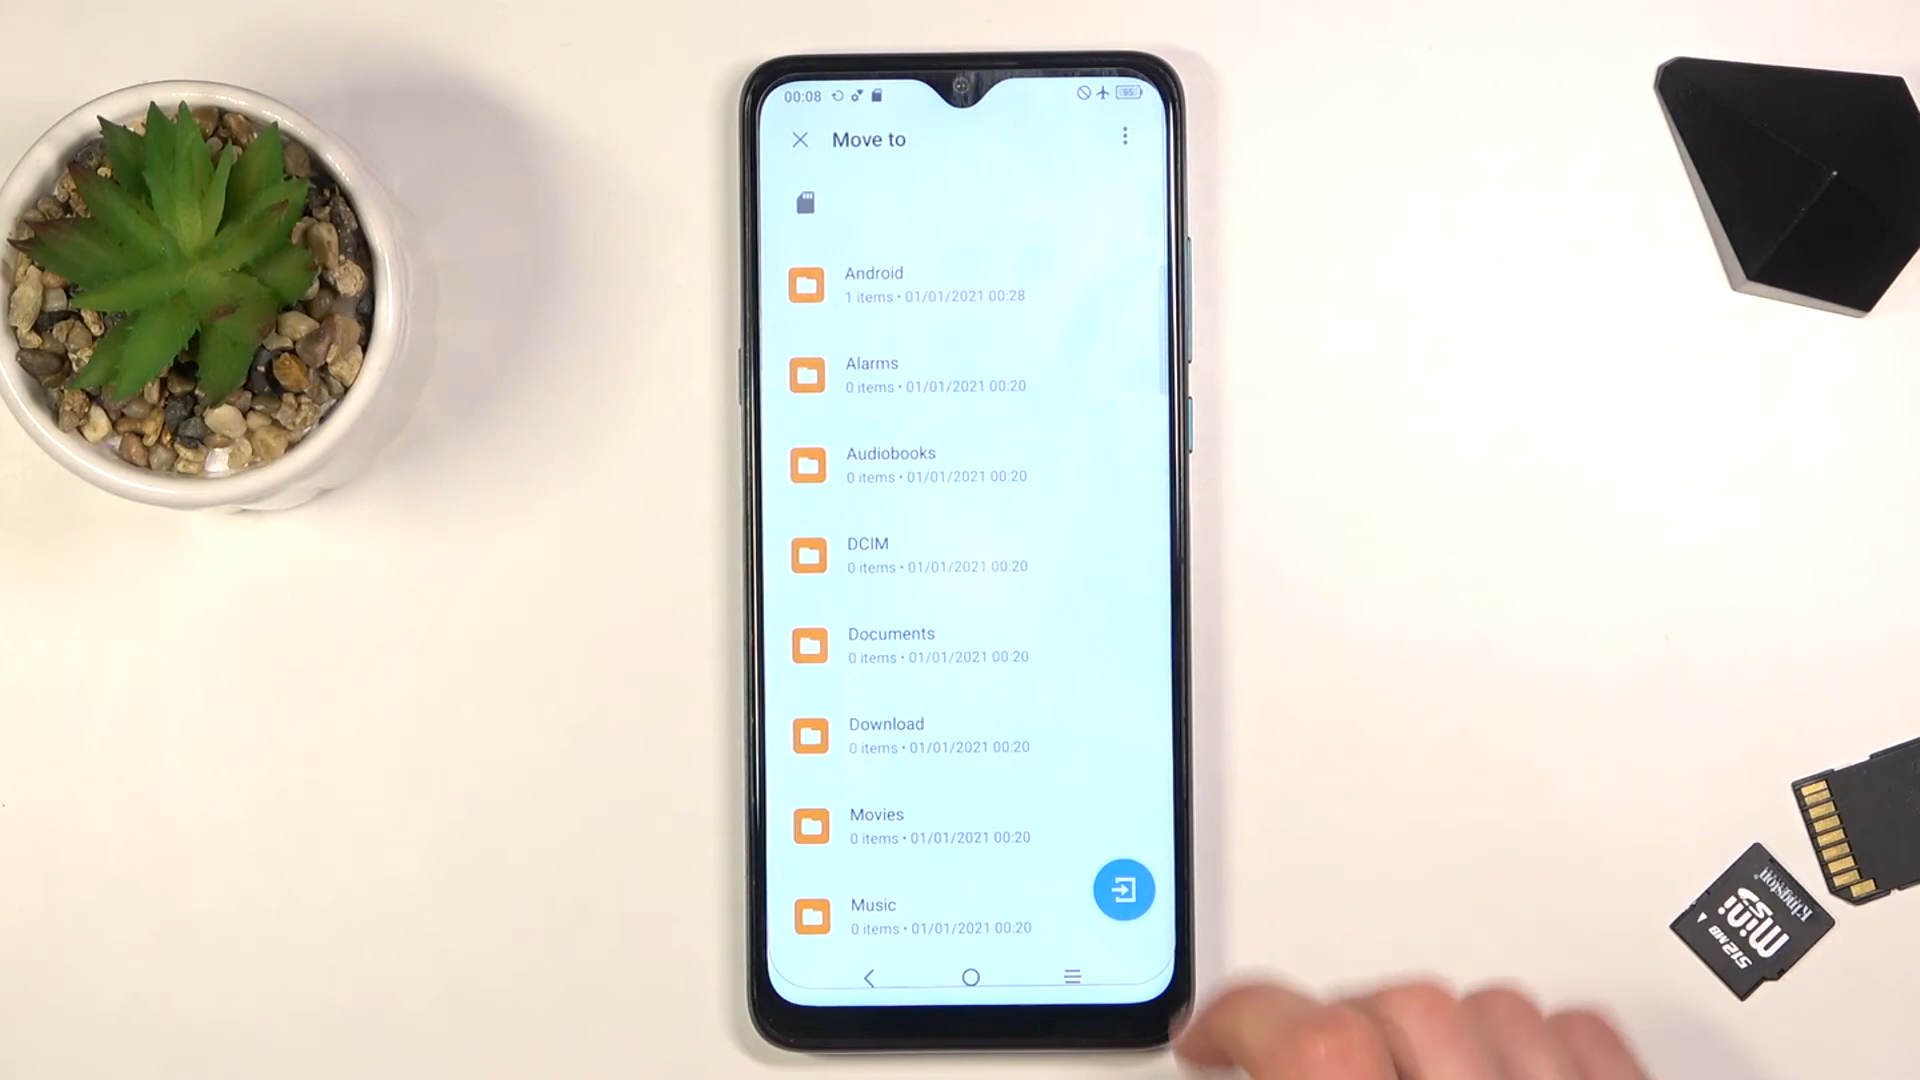 00:08
95
Move to
Android
1 items • 01/01/2021 00:28
Alarms
0 items • 01/01/2021 00:20
Audiobooks
0 items • 01/01/2021 00:20
DCIM
0 items • 01/01/2021 00:20
Documents
0 items • 01/01/2021 00:20
Download
0 items • 01/01/2021 00:20
Movies
0 items • 01/01/2021 00:20
Music
0 items • 01/01/2021 00:20
Kingston
mini
SD
512MB